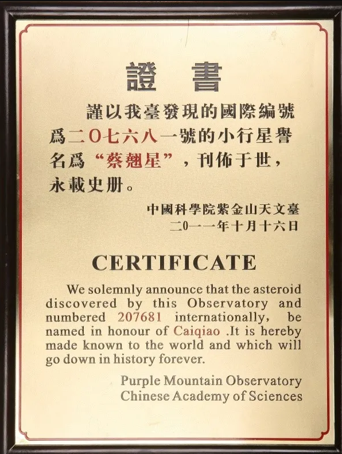 證書
謹以我臺發現的國際編號
爲二〇七六八一號的小行星譽
名爲“蔡翹星”,刊佈于世,
永載史册。
中國科學院紫金山天文臺
二〇一一年十月十六日
CERTIFICATE
We solemnly announce that the asteroid
discovered by this Observatory and
numbered 207681 internationally, be
named in honour of Caiqiao .It is hereby
made known to the world and which will
go down in history forever.
Purple Mountain Observatory
Chinese Academy of Sciences